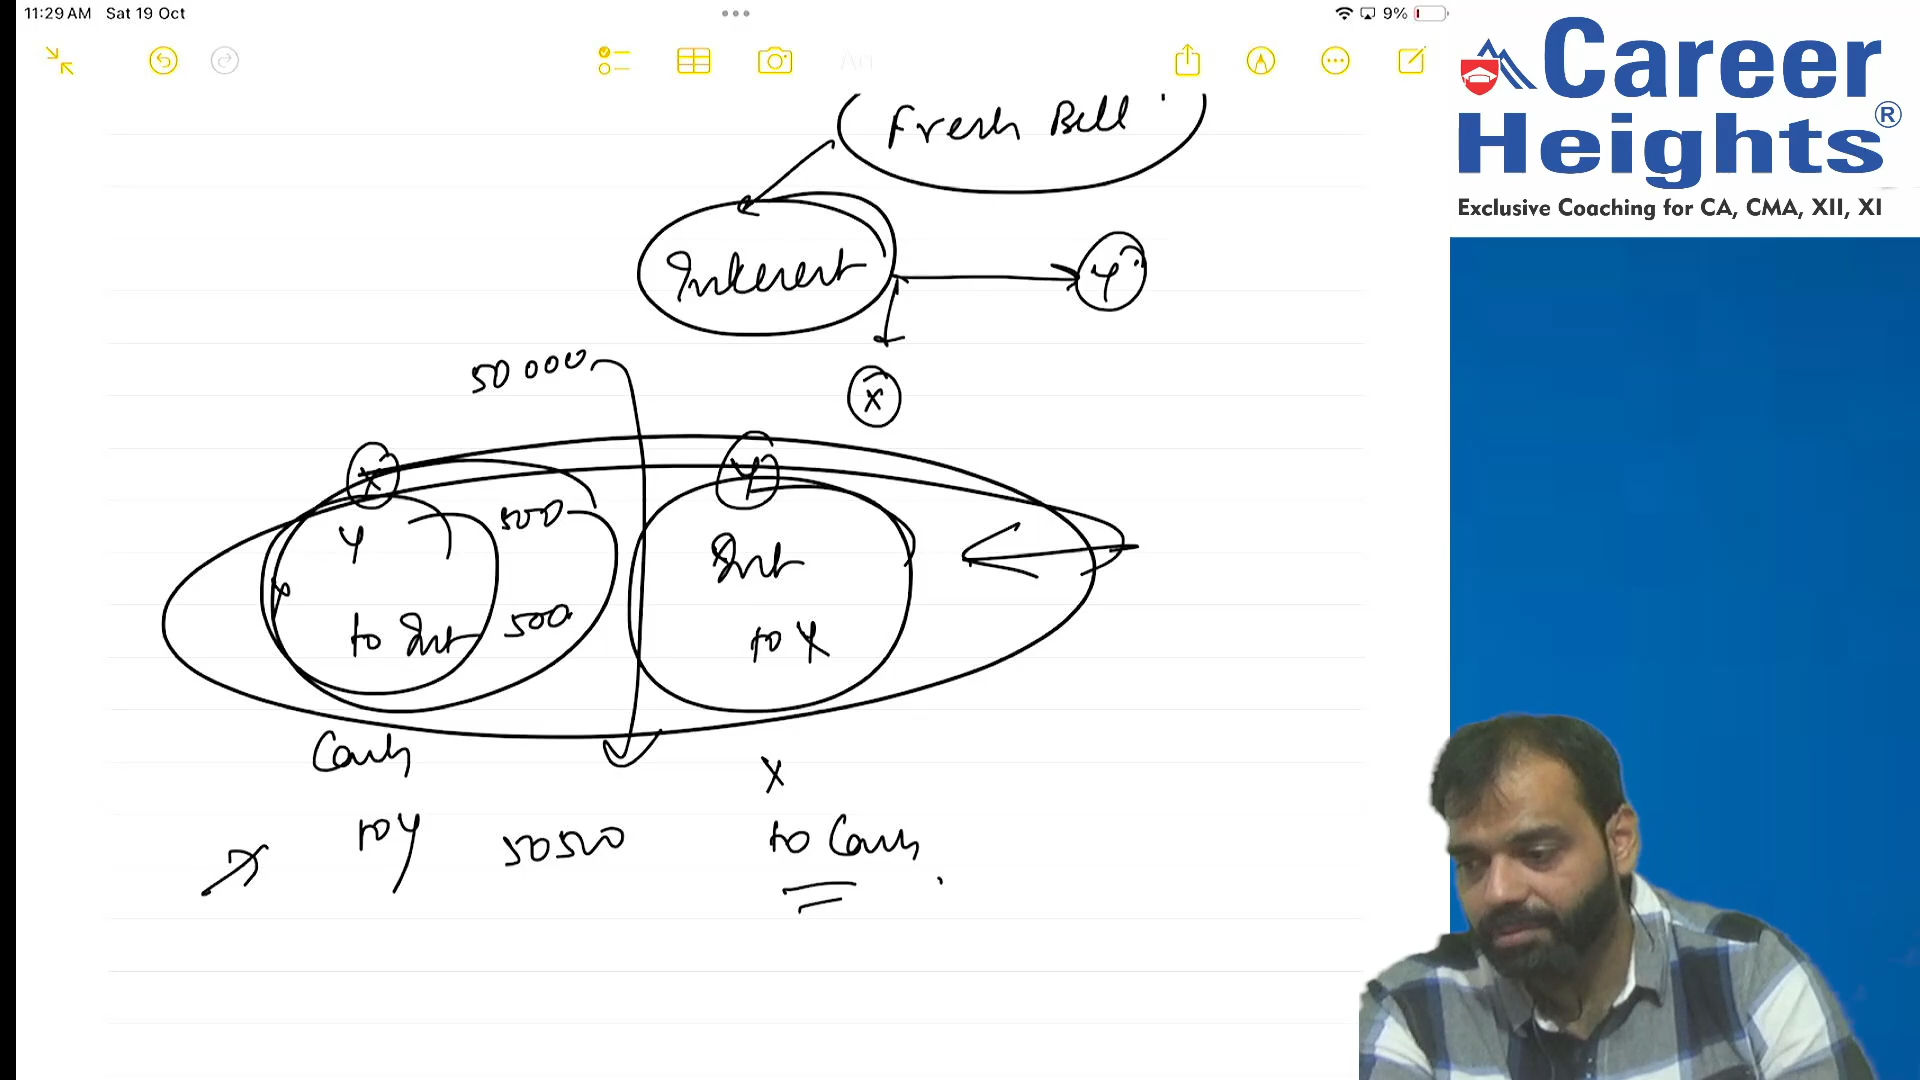 11:29 AM Sat 19 Oct
9%
Career
Heights®
Exclusive Coaching for CA, CMA, XII, XI
Fresh Bill
Interest
Y
X
50 000
X
Y
Y
500
Int
to Int
500
to X
Cash
X
to Y
50500
to Cash